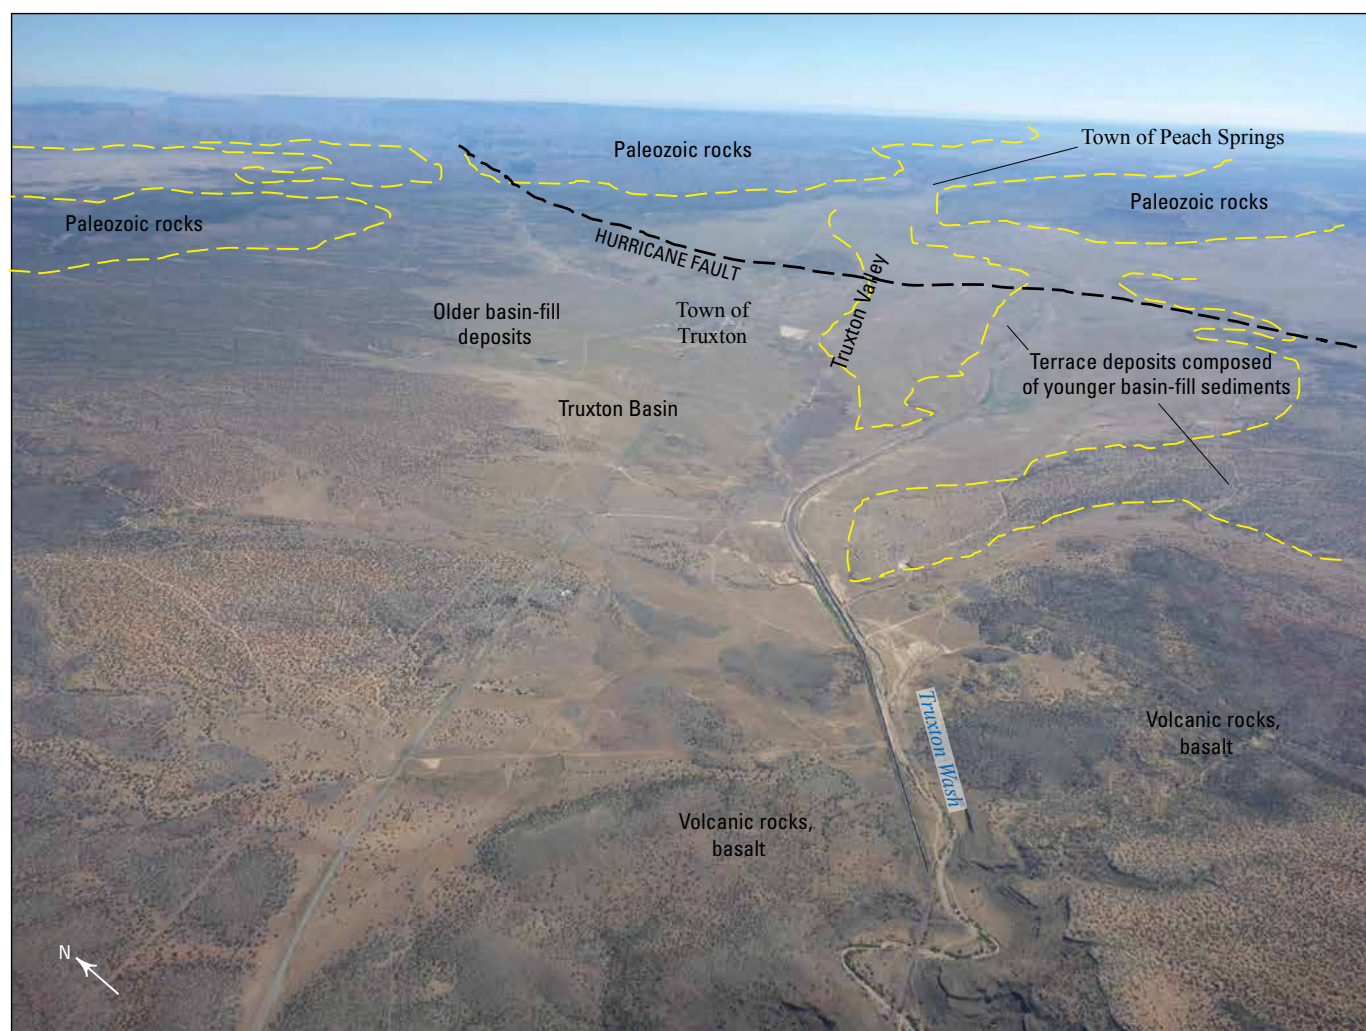 Town of Peach Springs
Paleozoic rocks
Paleozoic rocks
Paleozoic rocks
HURRICANE FAULT
Truxton Valley
Older basin-fill
deposits
Town of
Truxton
Terrace deposits composed
of younger basin-fill sediments
Truxton Basin
Truxton Wash
Volcanic rocks,
basalt
Volcanic rocks,
basalt
N